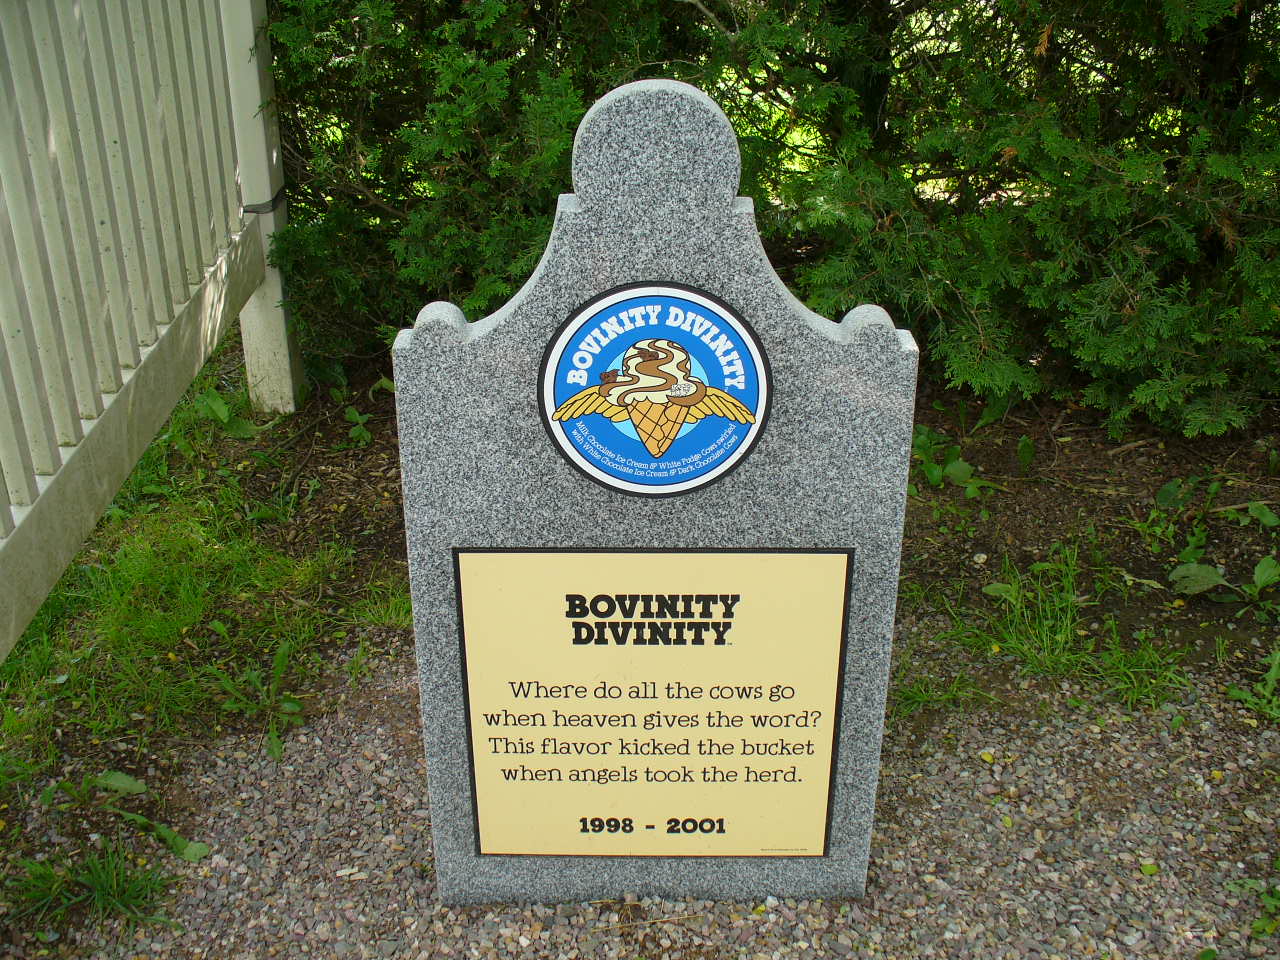 BOVINITY DIVINITY
Milk Chocolate Ice Cream & White Fudge Cows swirled
with White Chocolate Ice Cream & Dark Chocolate Cows
BOVINITY
DIVINITY™
Where do all the cows go
when heaven gives the word?
This flavor kicked the bucket
when angels took the herd.
1998 - 2001